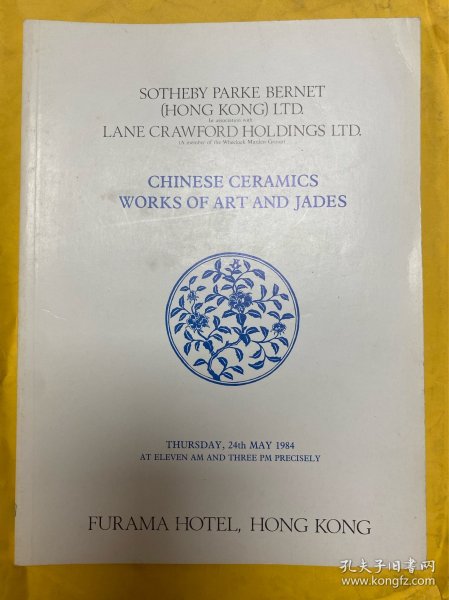 SOTHEBY PARKE BERNET
(HONG KONG) LTD.
In association with
LANE CRAWFORD HOLDINGS LTD.
(A member of the Wheelock Marden Group)
CHINESE CERAMICS
WORKS OF ART AND JADES
THURSDAY, 24th MAY 1984
AT ELEVEN AM AND THREE PM PRECISELY
FURAMA HOTEL, HONG KONG
孔夫子旧书网
www.kongfz.com